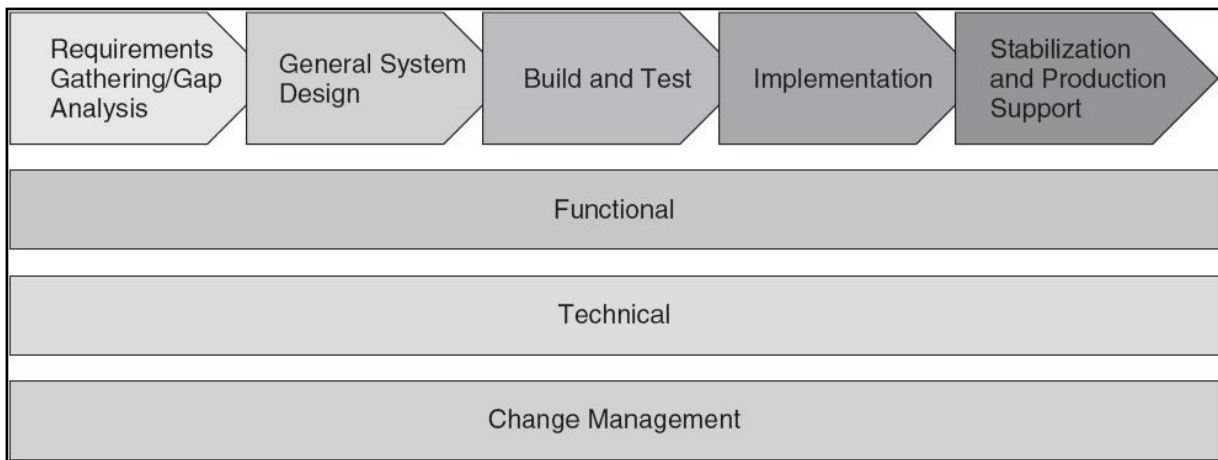 Requirements
Gathering/Gap
Analysis
General System
Design
Build and Test
Implementation
Stabilization
and Production
Support
Functional
Technical
Change Management